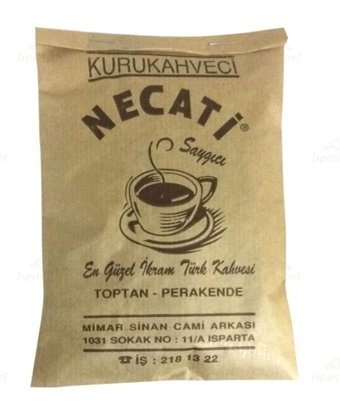 KURUKAHVECİ
NECATİ®
Saygıcı
En Güzel İkram Türk Kahvesi
TOPTAN - PERAKENDE
MİMAR SİNAN CAMİ ARKASI
1031 SOKAK NO : 11/A ISPARTA
☎ İŞ : 218 13 22